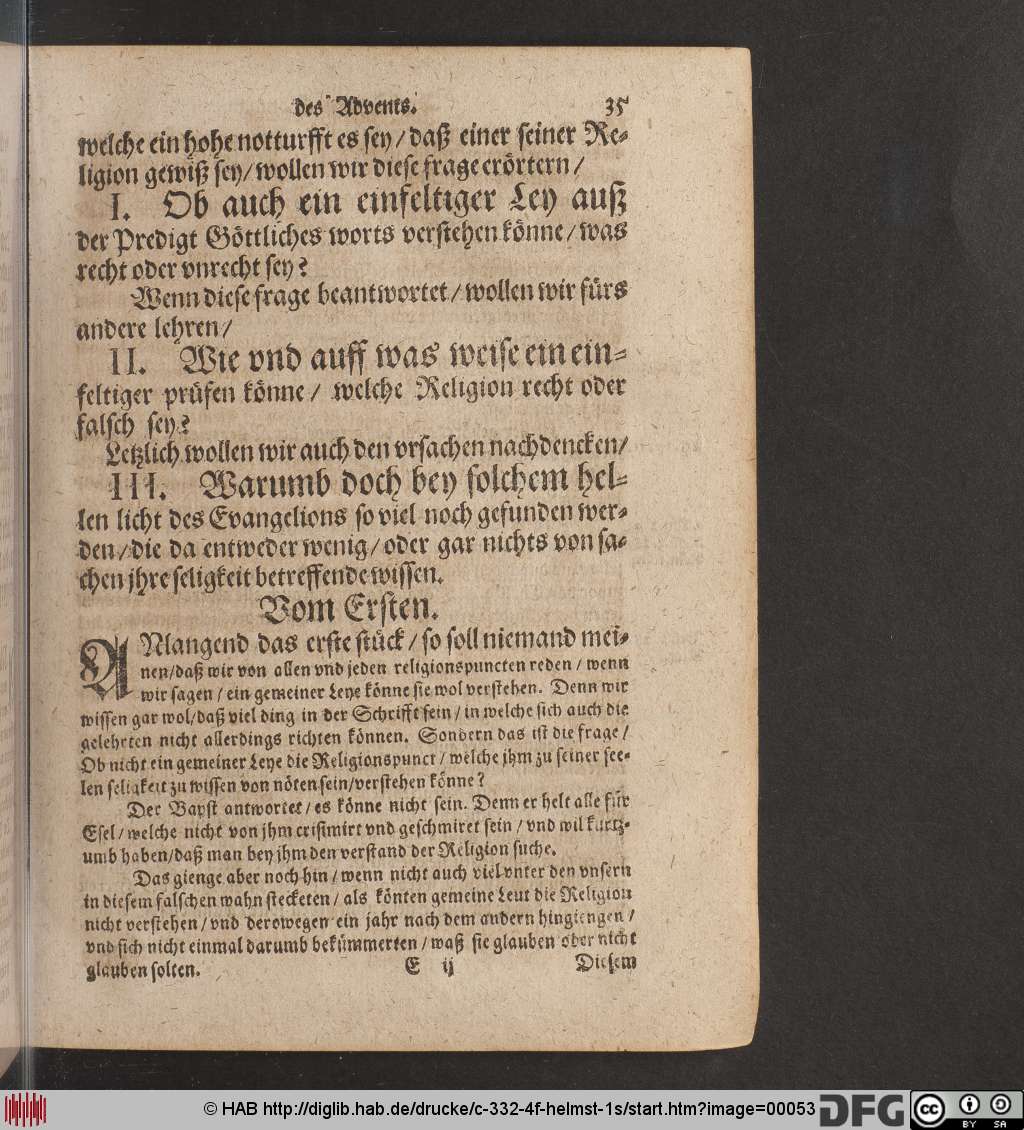 des Advents. 35
welche ein hohe notturfft es sey / daß einer seiner Re-
ligion gewiß sey / wollen wir diese frage erörtern /
I. Ob auch ein einfeltiger Ley auß
der Predigt Göttliches worts verstehen könne / was
recht oder vnrecht sey?
Wenn diese frage beantwortet / wollen wir fürs
andere lehren /
II. Wie vnd auff was weise ein ein-
feltiger prüfen könne / welche Religion recht oder
falsch sey?
Letzlich wollen wir auch den vrsachen nachdencken /
III. Warumb doch bey solchem hel-
len licht des Evangelions so viel noch gefunden wer-
den / die da entweder wenig / oder gar nichts von sa-
chen jhre seligkeit betreffende wissen.
Vom Ersten.
ANlangend das erste stück / so soll niemand mei-
nen / daß wir von allen vnd jeden religionspuncten reden / wenn
wir sagen / ein gemeiner Leye könne sie wol verstehen. Denn wir
wissen gar wol / daß viel ding in der Schrifft sein / in welche sich auch die
gelehrten nicht allerdings richten können. Sondern das ist die frage /
Ob nicht ein gemeiner Leye die Religionspunct / welche jhm zu seiner see-
len seligkeit zu wissen von nöten sein / verstehen könne?
Der Bapst antwortet / es könne nicht sein. Denn er helt alle für
Esel / welche nicht von jhm crisimirt vnd geschmiret sein / vnd wil kurtz-
umb haben / daß man bey jhm den verstand der Religion suche.
Das gienge aber noch hin / wenn nicht auch viel vnter den vnsern
in diesem falschen wahn stecketen / als könten gemeine Leut die Religion
nicht verstehen / vnd derowegen ein jahr nach dem andern hingiengen /
vnd sich nicht einmal darumb bekümmerten / waß sie glauben oder nicht
glauben solten. E ij Diesem
© HAB http://diglib.hab.de/drucke/c-332-4f-helmst-1s/start.htm?image=00053 DFG cc BY SA